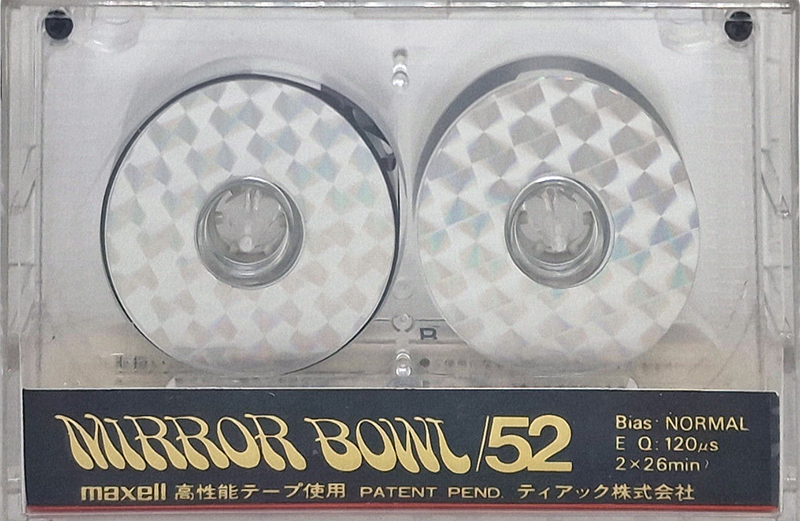 B
MIRROR BOWL/52
Bias: NORMAL
E Q: 120μs
2×26min
maxell 高性能テープ使用 PATENT PEND. ティアック株式会社